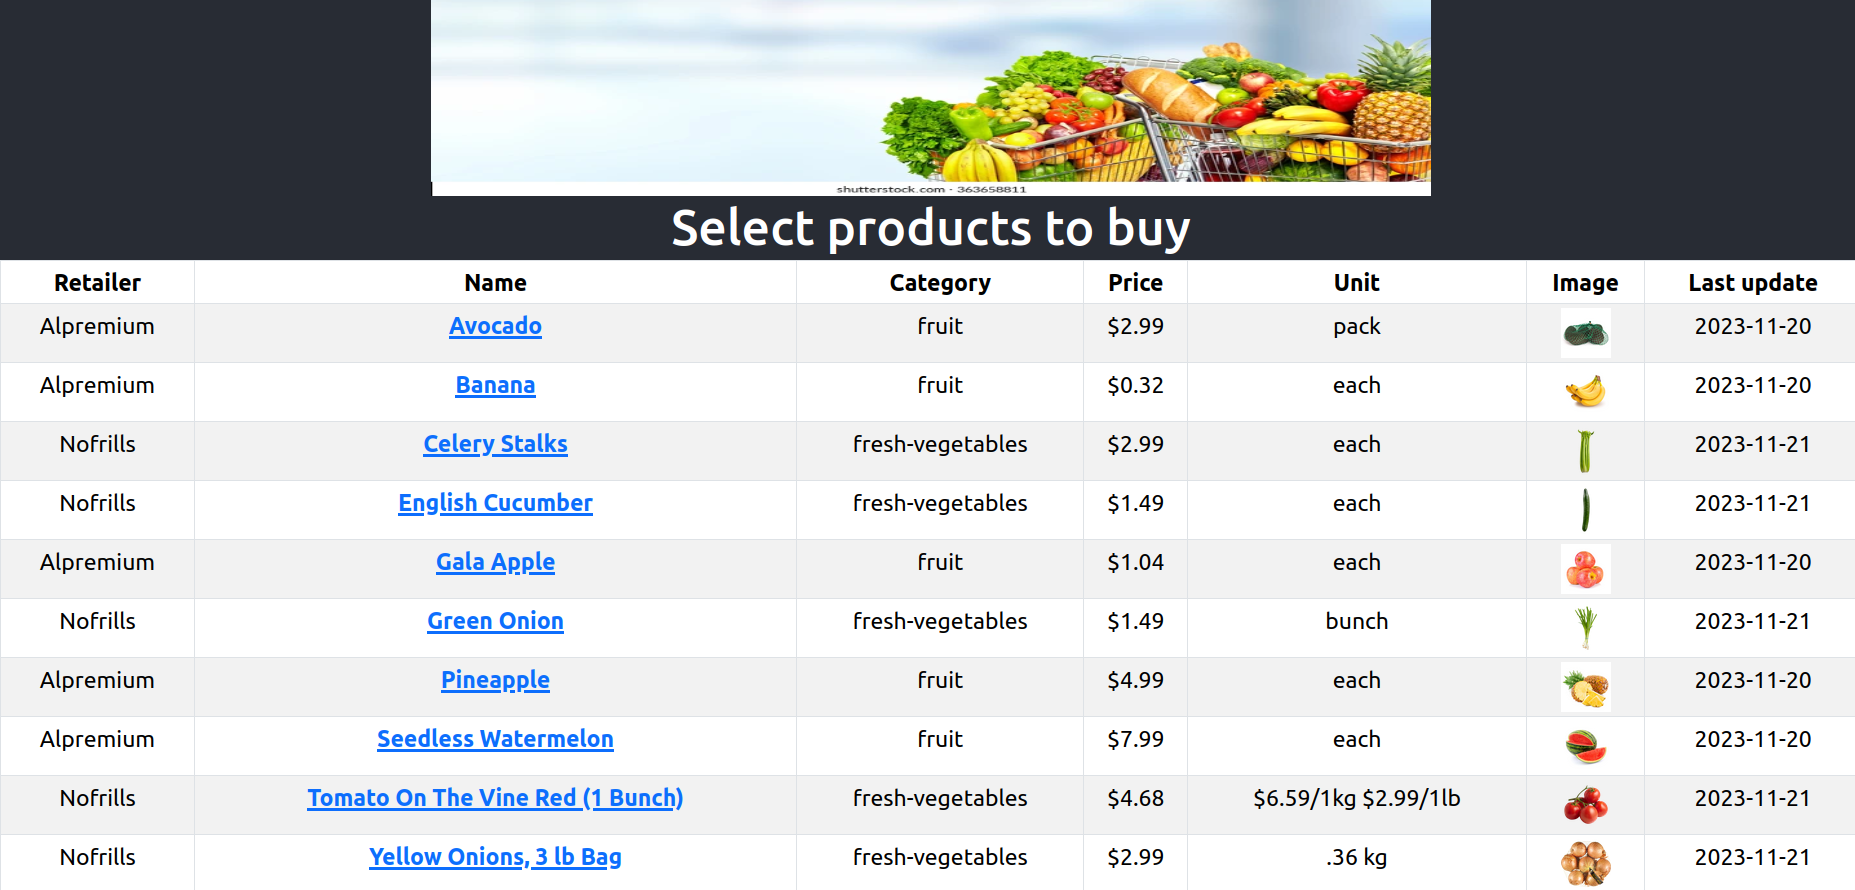 shutterstock.com · 363658811
Select products to buy
Retailer Name Category Price Unit Image Last update
Alpremium Avocado fruit $2.99 pack 2023-11-20
Alpremium Banana fruit $0.32 each 2023-11-20
Nofrills Celery Stalks fresh-vegetables $2.99 each 2023-11-21
Nofrills English Cucumber fresh-vegetables $1.49 each 2023-11-21
Alpremium Gala Apple fruit $1.04 each 2023-11-20
Nofrills Green Onion fresh-vegetables $1.49 bunch 2023-11-21
Alpremium Pineapple fruit $4.99 each 2023-11-20
Alpremium Seedless Watermelon fruit $7.99 each 2023-11-20
Nofrills Tomato On The Vine Red (1 Bunch) fresh-vegetables $4.68 $6.59/1kg $2.99/1lb 2023-11-21
Nofrills Yellow Onions, 3 lb Bag fresh-vegetables $2.99 .36 kg 2023-11-21